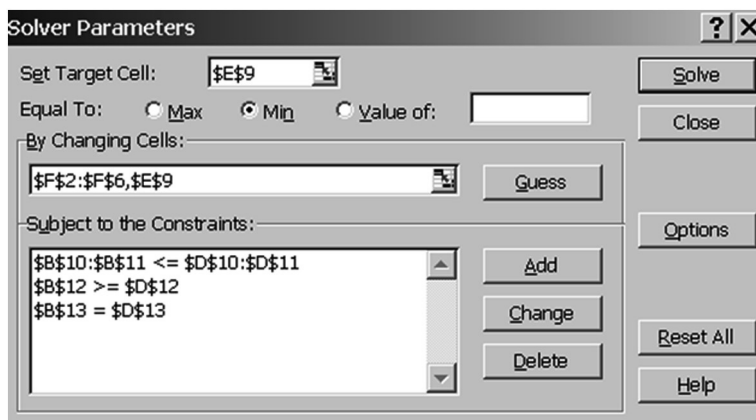 Solver Parameters
? X
Set Target Cell: $E$9
Solve
Equal To: Max Min Value of:
Close
By Changing Cells:
$F$2:$F$6,$E$9
Guess
Subject to the Constraints:
Options
$B$10:$B$11 <= $D$10:$D$11
Add
$B$12 >= $D$12
$B$13 = $D$13
Change
Reset All
Delete
Help